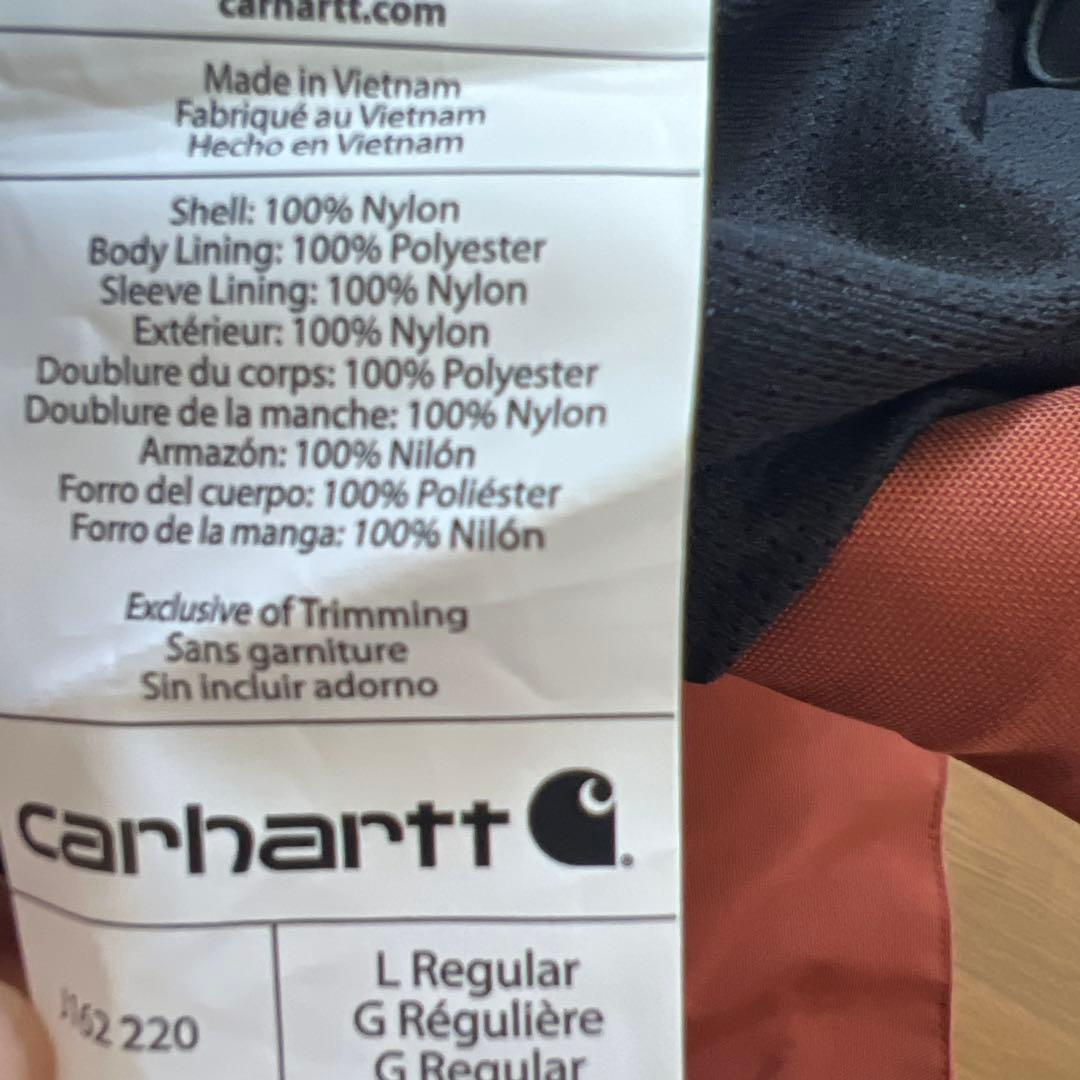 carhartt.com
Made in Vietnam
Fabriqué au Vietnam
Hecho en Vietnam
Shell: 100% Nylon
Body Lining: 100% Polyester
Sleeve Lining: 100% Nylon
Extérieur: 100% Nylon
Doublure du corps: 100% Polyester
Doublure de la manche: 100% Nylon
Armazón: 100% Nilón
Forro del cuerpo: 100% Poliéster
Forro de la manga: 100% Nilón
Exclusive of Trimming
Sans garniture
Sin incluir adorno
carhartt
J162 220
L Regular
G Régulière
G Regular